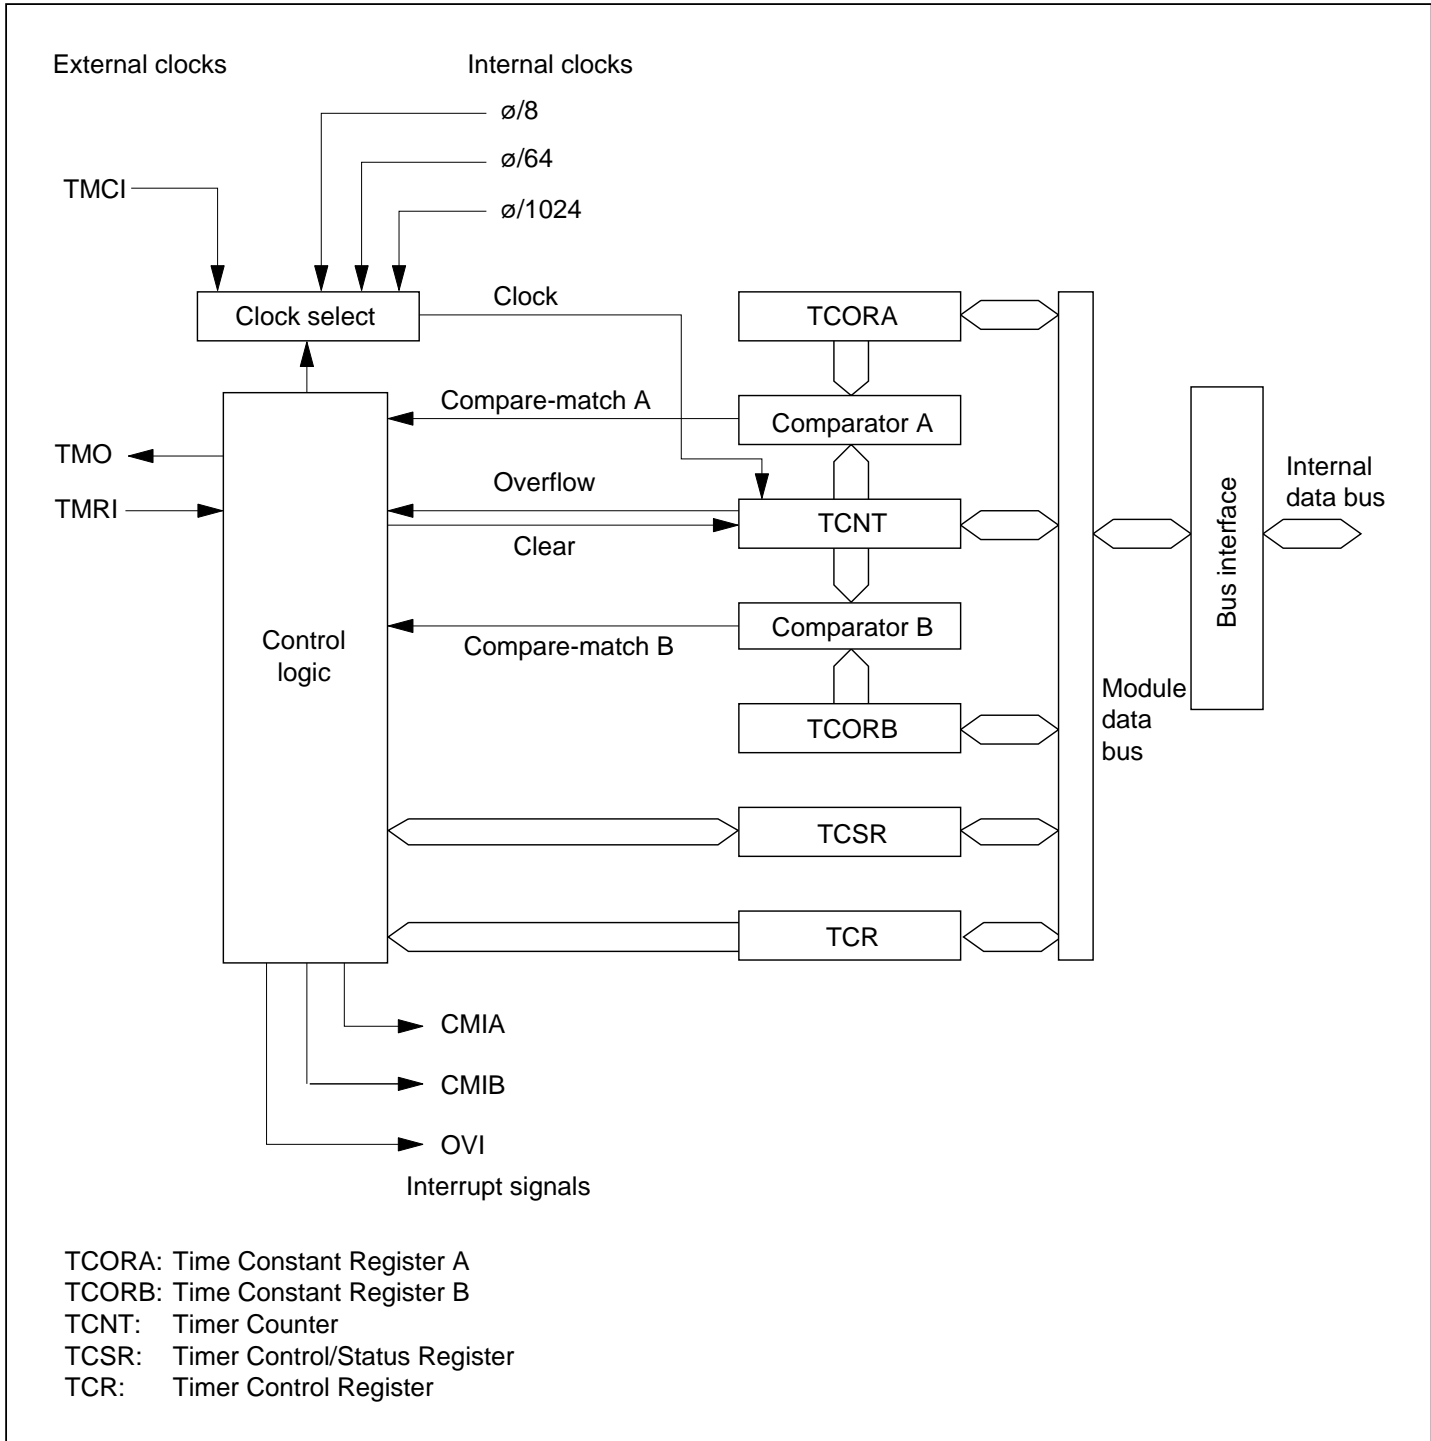 External clocks
Internal clocks
ø/8
ø/64
TMCI
ø/1024
Clock select
Clock
TCORA
Compare-match A
Comparator A
TMO
Overflow
TMRI
TCNT
Clear
Internal
data bus
Bus interface
Comparator B
Control
logic
Compare-match B
Module
data
bus
TCORB
TCSR
TCR
CMIA
CMIB
OVI
Interrupt signals
TCORA: Time Constant Register A
TCORB: Time Constant Register B
TCNT: Timer Counter
TCSR: Timer Control/Status Register
TCR: Timer Control Register